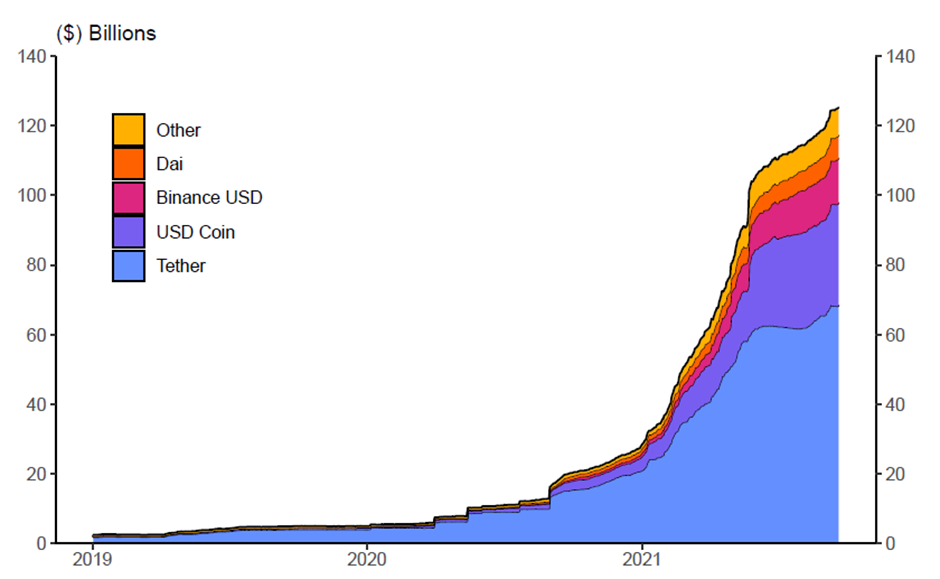 ($) Billions
140 140
120 120
100 100
80 80
60 60
40 40
20 20
0 0
Other
Dai
Binance USD
USD Coin
Tether
2019 2020 2021